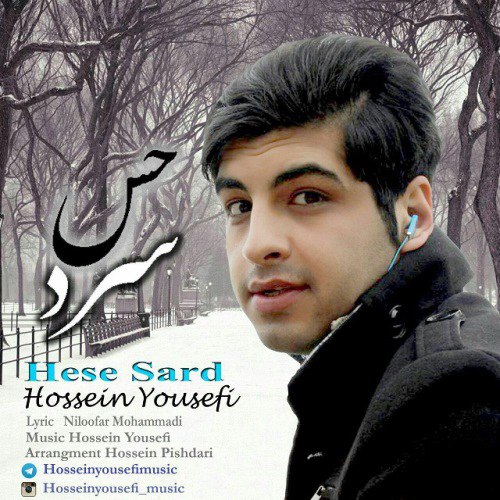 حس
سرد
Hese Sard
Hossein Yousefi
Lyric Niloofar Mohammadi
Music Hossein Yousefi
Arrangment Hossein Pishdari
Hosseinyousefimusic
Hosseinyousefi_music